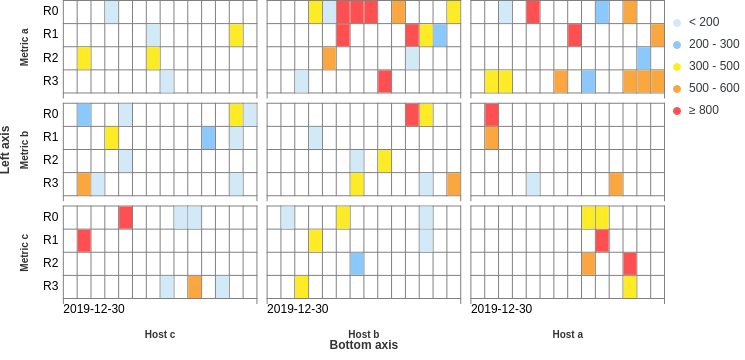 R0
R1
R2
R3
Metric a
R0
R1
R2
R3
Metric b
R0
R1
R2
R3
Metric c
Left axis
2019-12-30
2019-12-30
2019-12-30
Host c
Host b
Host a
Bottom axis
< 200
200 - 300
300 - 500
500 - 600
≥ 800